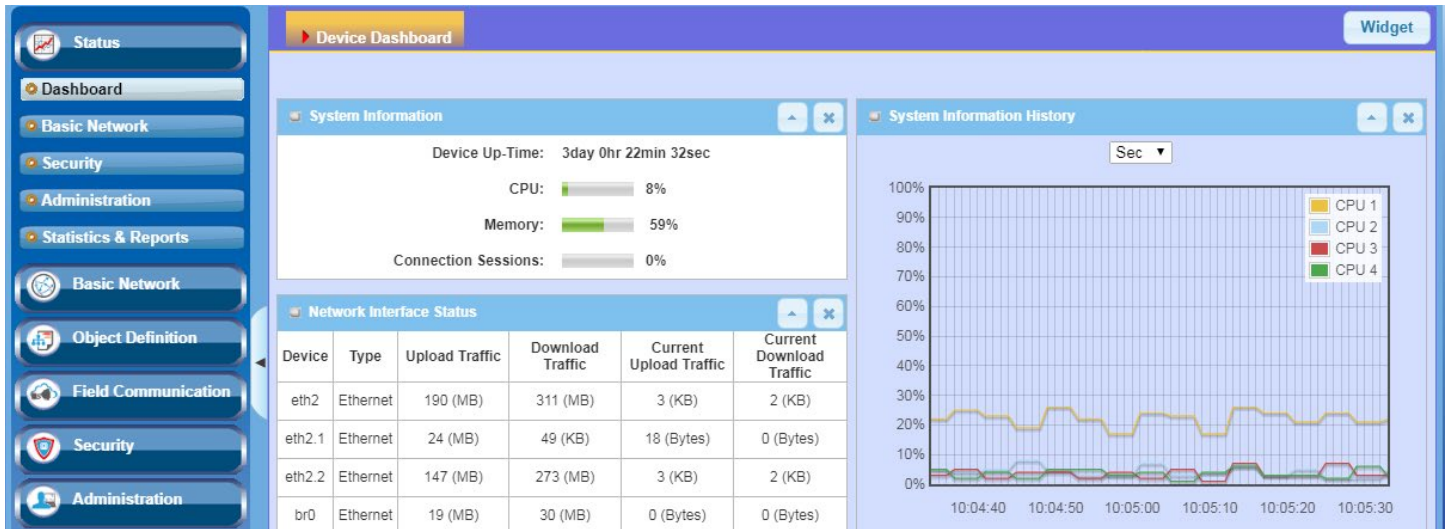 Status
Dashboard
Basic Network
Security
Administration
Statistics & Reports
Basic Network
Object Definition
Field Communication
Security
Administration
Device Dashboard
Widget
System Information
Device Up-Time: 3day 0hr 22min 32sec
CPU: 8%
Memory: 59%
Connection Sessions: 0%
Network Interface Status
Device Type Upload Traffic Download Traffic Current Upload Traffic Current Download Traffic
eth2 Ethernet 190 (MB) 311 (MB) 3 (KB) 2 (KB)
eth2.1 Ethernet 24 (MB) 49 (KB) 18 (Bytes) 0 (Bytes)
eth2.2 Ethernet 147 (MB) 273 (MB) 3 (KB) 2 (KB)
br0 Ethernet 19 (MB) 30 (MB) 0 (Bytes) 0 (Bytes)
System Information History
Sec
100%
90%
80%
70%
60%
50%
40%
30%
20%
10%
0%
CPU 1
CPU 2
CPU 3
CPU 4
10:04:40 10:04:50 10:05:00 10:05:10 10:05:20 10:05:30